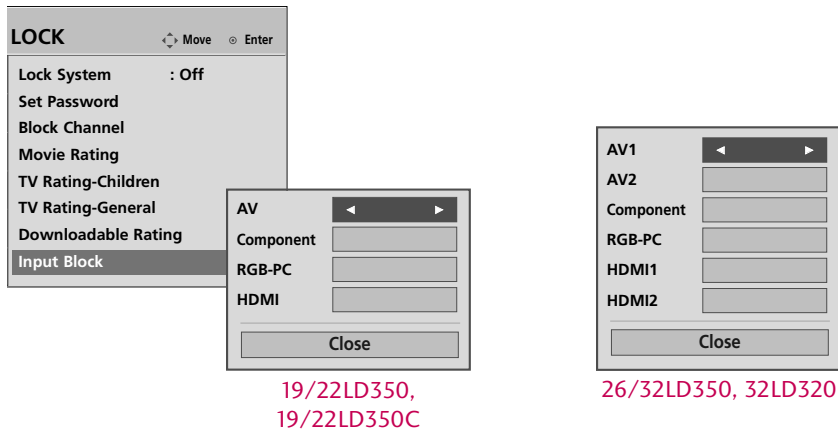 LOCK Move Enter
Lock System : Off
Set Password
Block Channel
Movie Rating
TV Rating-Children
TV Rating-General
Downloadable Rating
Input Block
AV
Component
RGB-PC
HDMI
Close
19/22LD350,
19/22LD350C
AV1
AV2
Component
RGB-PC
HDMI1
HDMI2
Close
26/32LD350, 32LD320